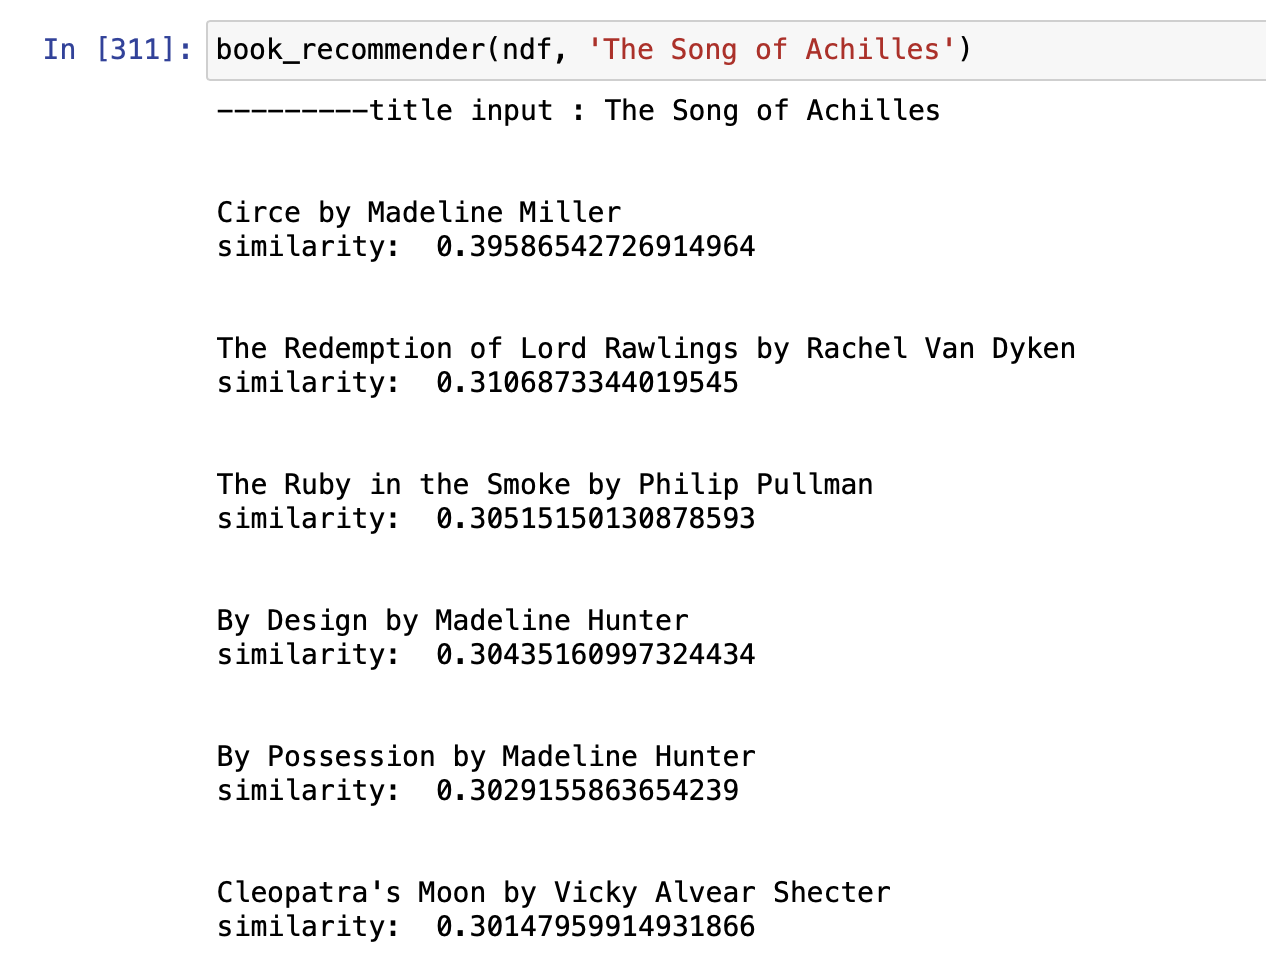 In [311]: book_recommender(ndf, 'The Song of Achilles')
---------title input : The Song of Achilles
Circe by Madeline Miller
similarity:  0.39586542726914964
The Redemption of Lord Rawlings by Rachel Van Dyken
similarity:  0.3106873344019545
The Ruby in the Smoke by Philip Pullman
similarity:  0.30515150130878593
By Design by Madeline Hunter
similarity:  0.30435160997324434
By Possession by Madeline Hunter
similarity:  0.3029155863654239
Cleopatra's Moon by Vicky Alvear Shecter
similarity:  0.30147959914931866